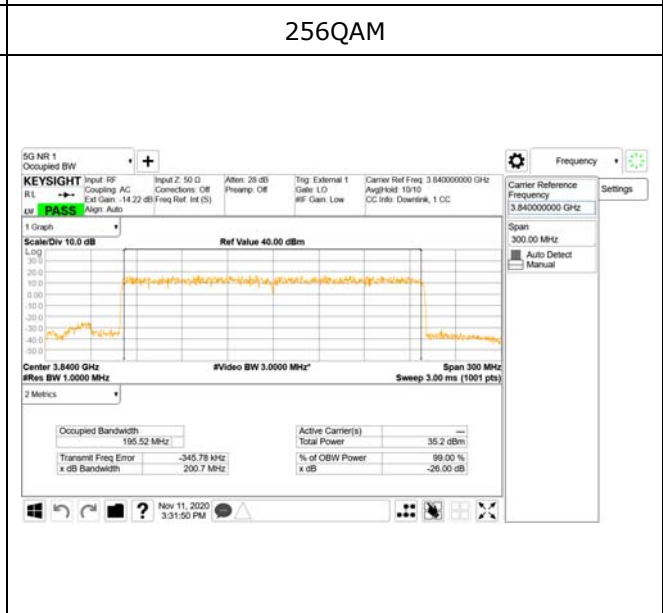 256QAM
5G NR 1
Occupied BW
Frequency
KEYSIGHT
RL
PASS
Input: RF
Coupling: AC
Ext Gain: -14.22 dB
Align: Auto
Input Z: 50 Ω
Corrections: Off
Freq Ref: Int (S)
Atten: 28 dB
Preamp: Off
Trig: External 1
Gate: LO
#IF Gain: Low
Carrier Ref Freq: 3.840000000 GHz
Avg|Hold: 10/10
CC Info: Downlink, 1 CC
Carrier Reference
Frequency
3.840000000 GHz
Settings
Span
300.00 MHz
Auto Detect
Manual
1 Graph
Scale/Div 10.0 dB
Ref Value 40.00 dBm
Log
30.0
20.0
10.0
0.00
-10.0
-20.0
-30.0
-40.0
-50.0
Center 3.8400 GHz
#Video BW 3.0000 MHz*
Span 300 MHz
#Res BW 1.0000 MHz
Sweep 3.00 ms (1001 pts)
2 Metrics
Occupied Bandwidth
195.52 MHz
Transmit Freq Error -345.78 kHz
x dB Bandwidth 200.7 MHz
Active Carrier(s) ---
Total Power 35.2 dBm
% of OBW Power 99.00 %
x dB -26.00 dB
?
Nov 11, 2020
3:31:50 PM